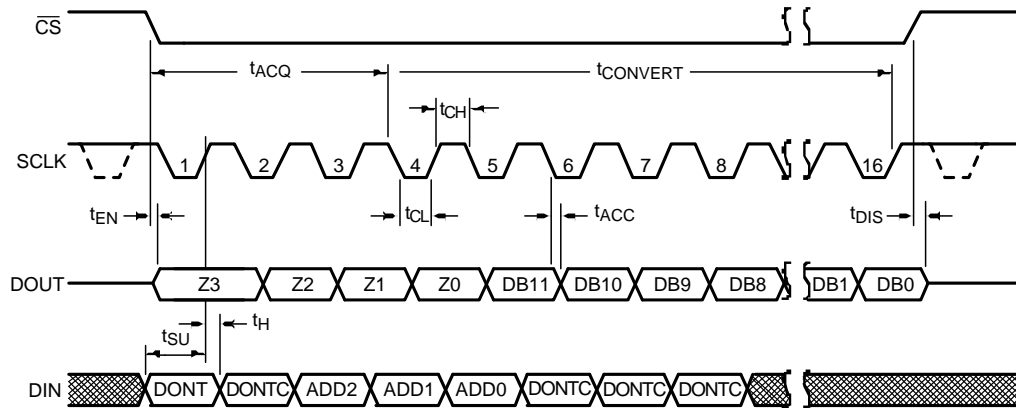 CS
tACQ
tCONVERT
tCH
SCLK
1 2 3 4 5 6 7 8 16
tEN
tCL
tACC
tDIS
DOUT
Z3 Z2 Z1 Z0 DB11 DB10 DB9 DB8 DB1 DB0
tSU
tH
DIN
DONT DONTC ADD2 ADD1 ADD0 DONTC DONTC DONTC